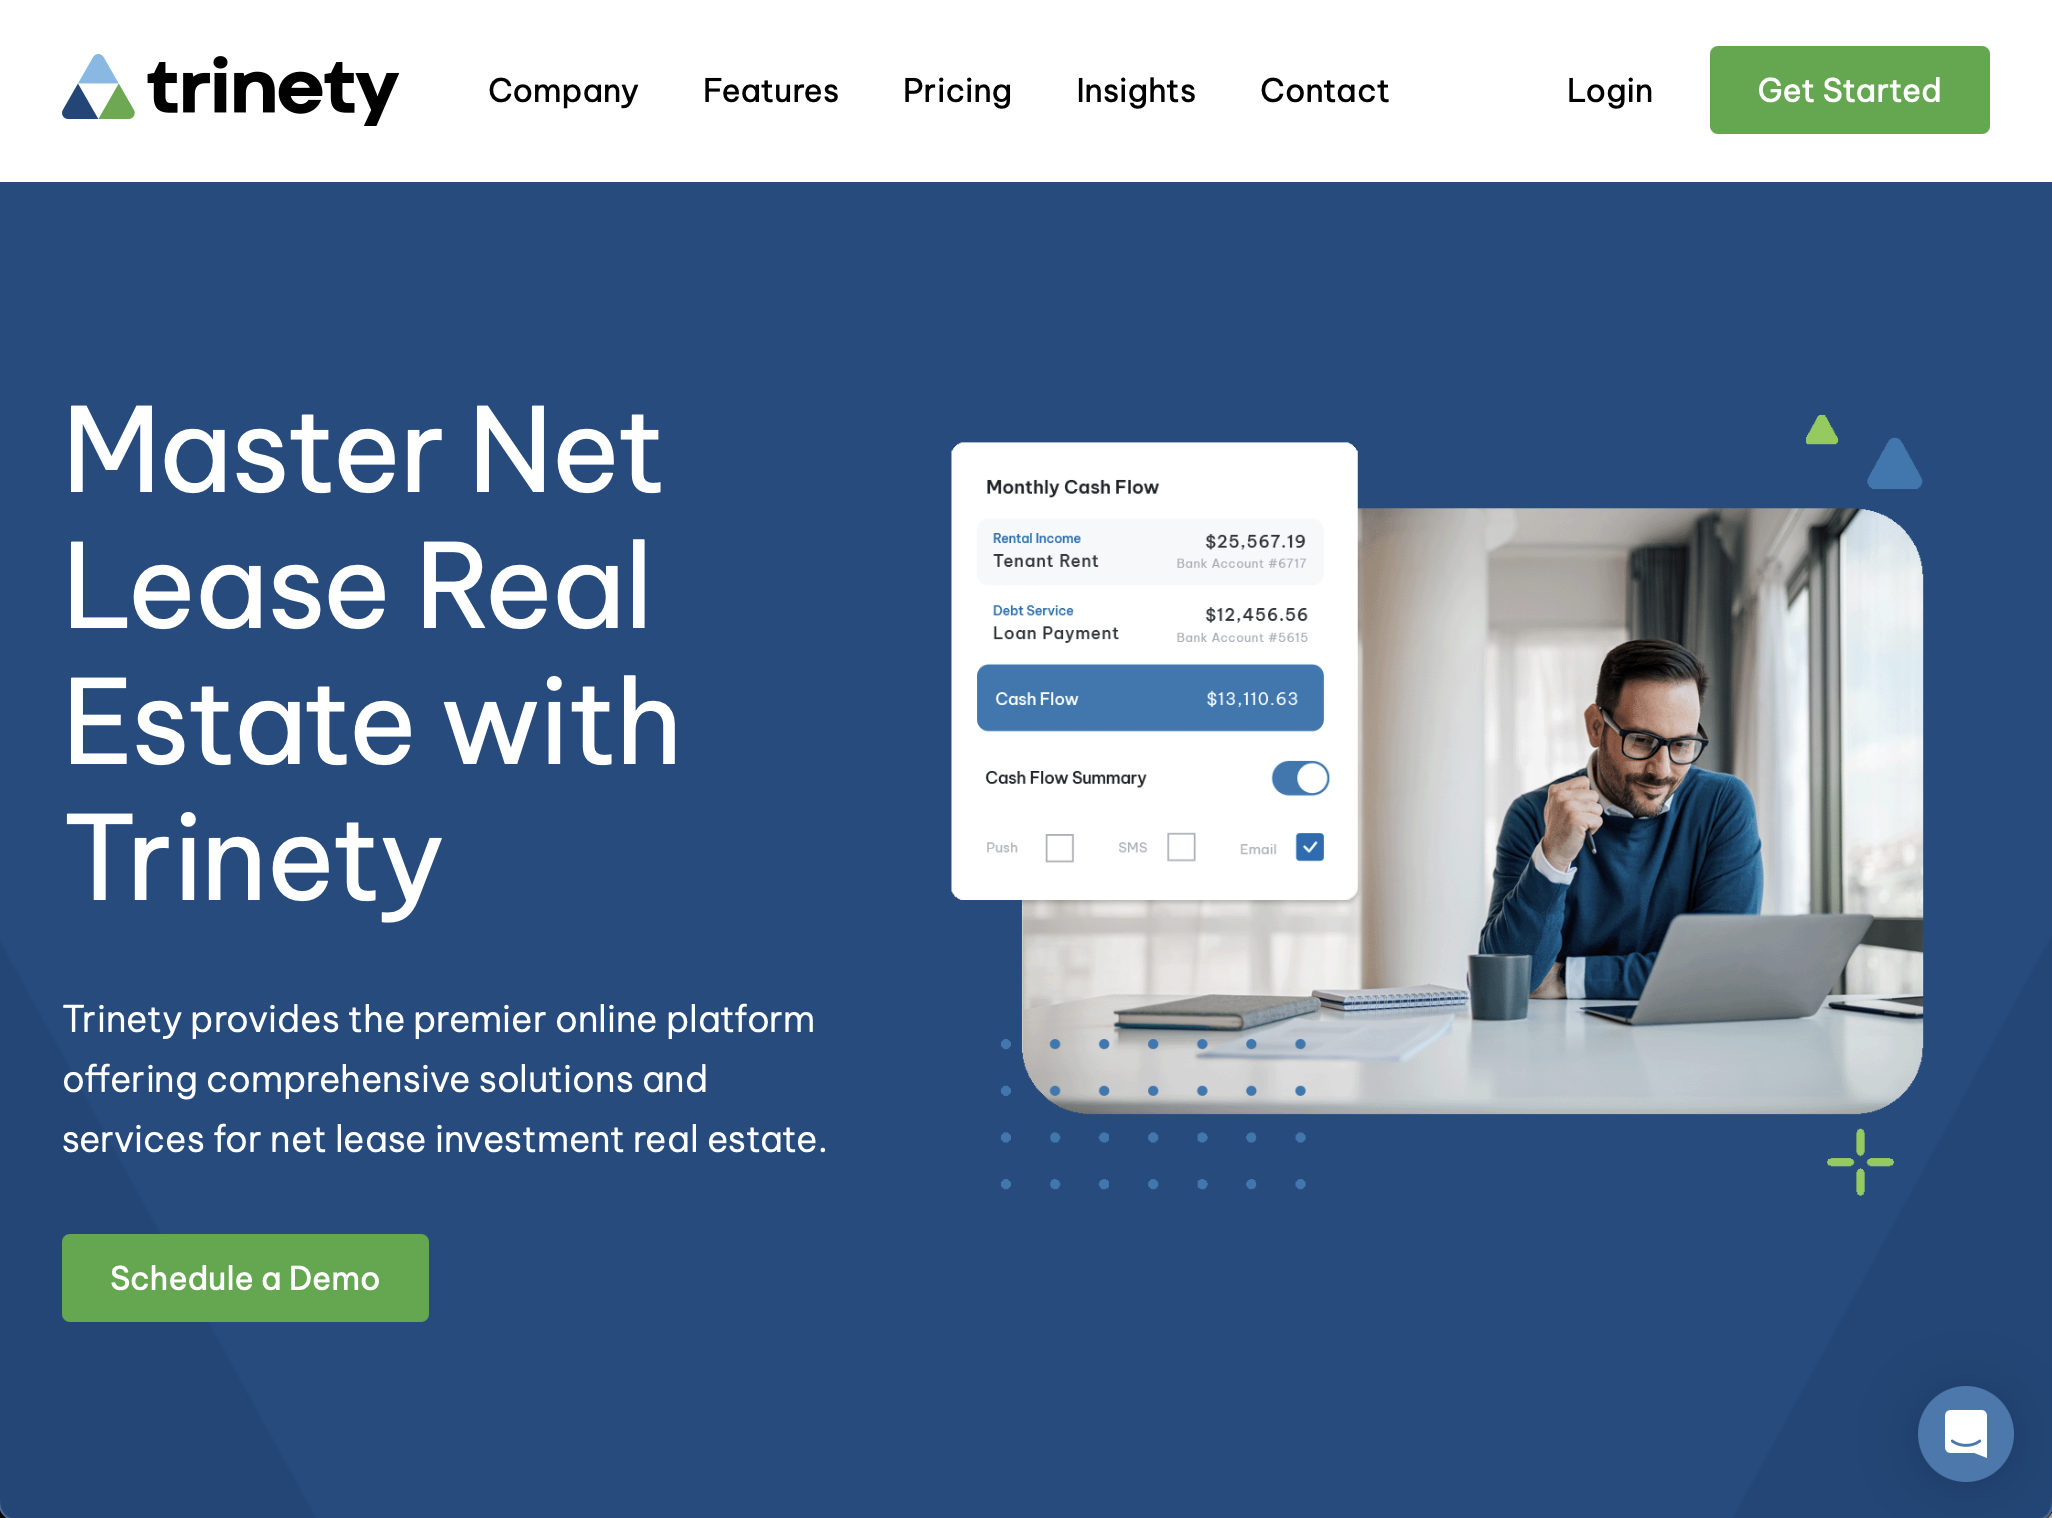 trinety
Company
Features
Pricing
Insights
Contact
Login
Get Started
Master Net
Lease Real
Estate with
Trinety
Trinety provides the premier online platform
offering comprehensive solutions and
services for net lease investment real estate.
Schedule a Demo
Monthly Cash Flow
Rental Income
Tenant Rent
$25,567.19
Bank Account #6717
Debt Service
Loan Payment
$12,456.56
Bank Account #5615
Cash Flow
$13,110.63
Cash Flow Summary
Push
SMS
Email